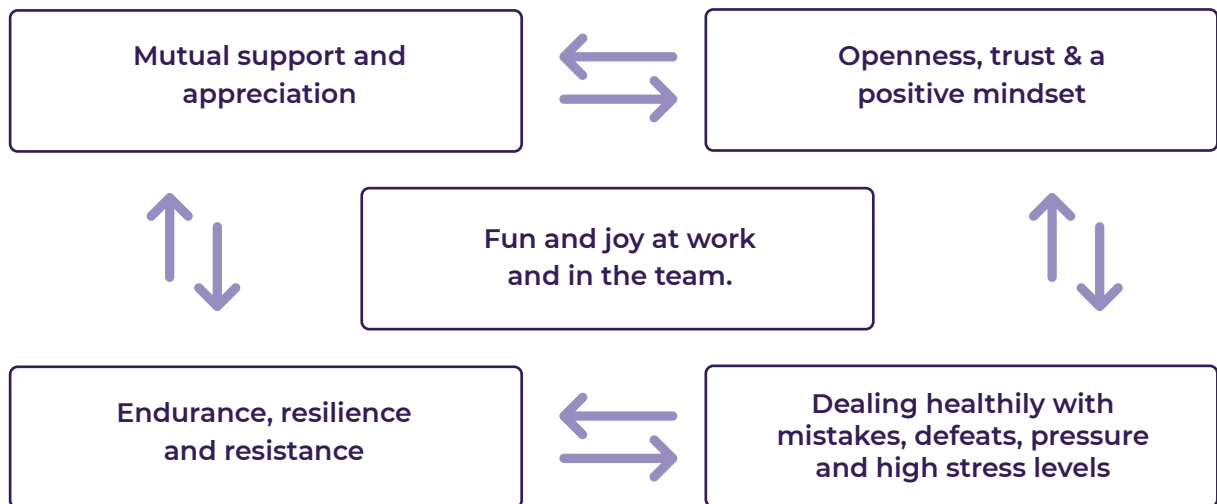 Mutual support and
appreciation
Openness, trust & a
positive mindset
Fun and joy at work
and in the team.
Endurance, resilience
and resistance
Dealing healthily with
mistakes, defeats, pressure
and high stress levels